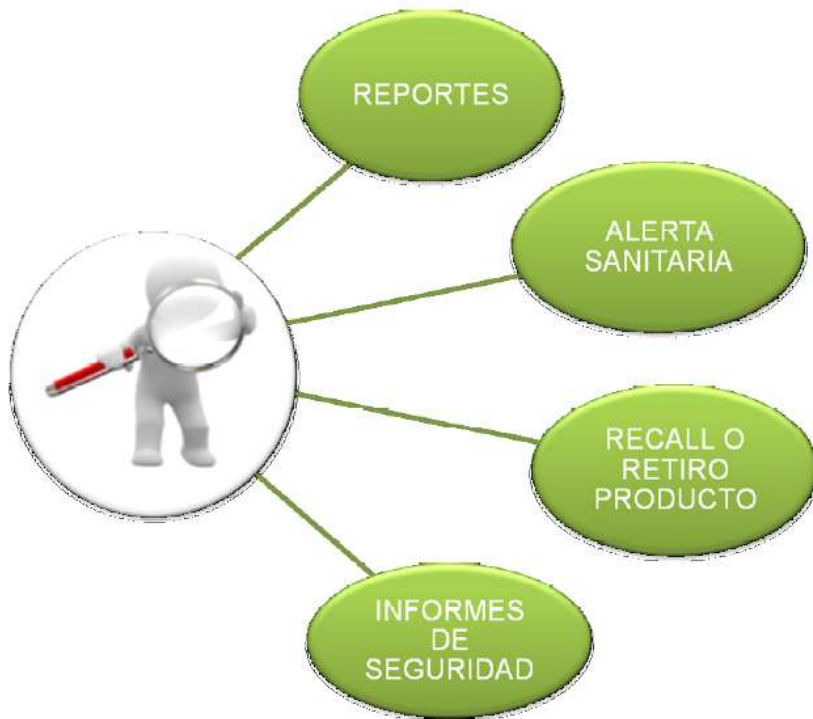 REPORTES
ALERTA
SANITARIA
RECALL O
RETIRO
PRODUCTO
INFORMES
DE
SEGURIDAD